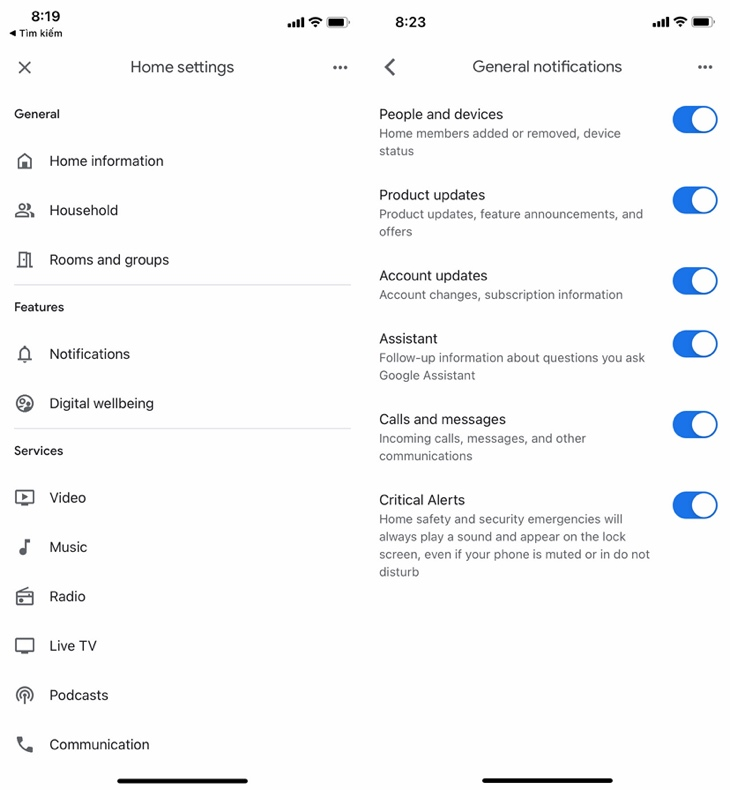 8:19
◀ Tìm kiếm
Home settings
General
Home information
Household
Rooms and groups
Features
Notifications
Digital wellbeing
Services
Video
Music
Radio
Live TV
Podcasts
Communication
8:23
General notifications
People and devices
Home members added or removed, device
status
Product updates
Product updates, feature announcements, and
offers
Account updates
Account changes, subscription information
Assistant
Follow-up information about questions you ask
Google Assistant
Calls and messages
Incoming calls, messages, and other
communications
Critical Alerts
Home safety and security emergencies will
always play a sound and appear on the lock
screen, even if your phone is muted or in do not
disturb